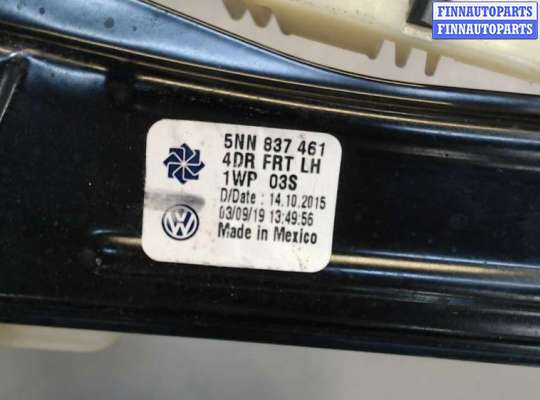 FINNAUTOPARTS
FINNAUTOPARTS
5NN 837 461
4DR FRT LH
1WP 03S
D/Date : 14.10.2015
03/09/19 13:49:56
Made in Mexico